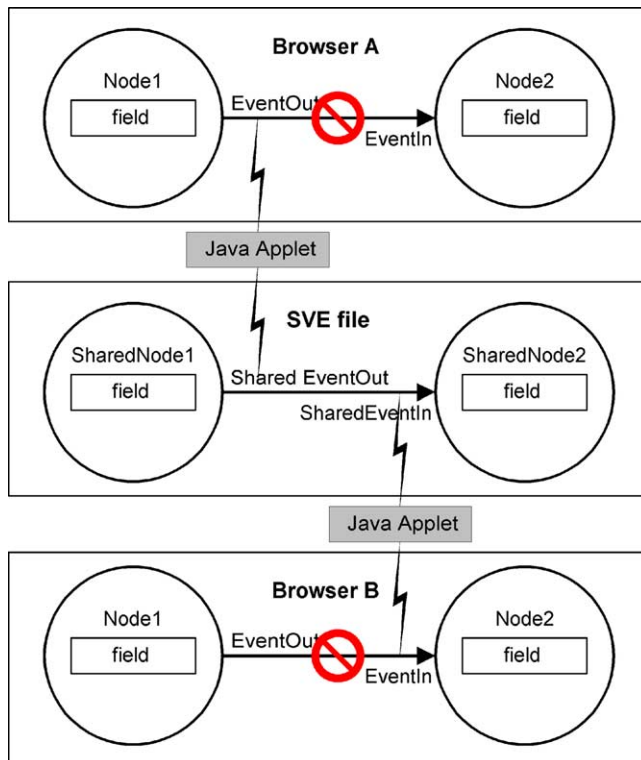 Browser A
Node1
Node2
field
EventOut
field
EventIn
Java Applet
SVE file
SharedNode1
SharedNode2
field
Shared EventOut
field
SharedEventIn
Java Applet
Browser B
Node1
Node2
field
EventOut
field
EventIn